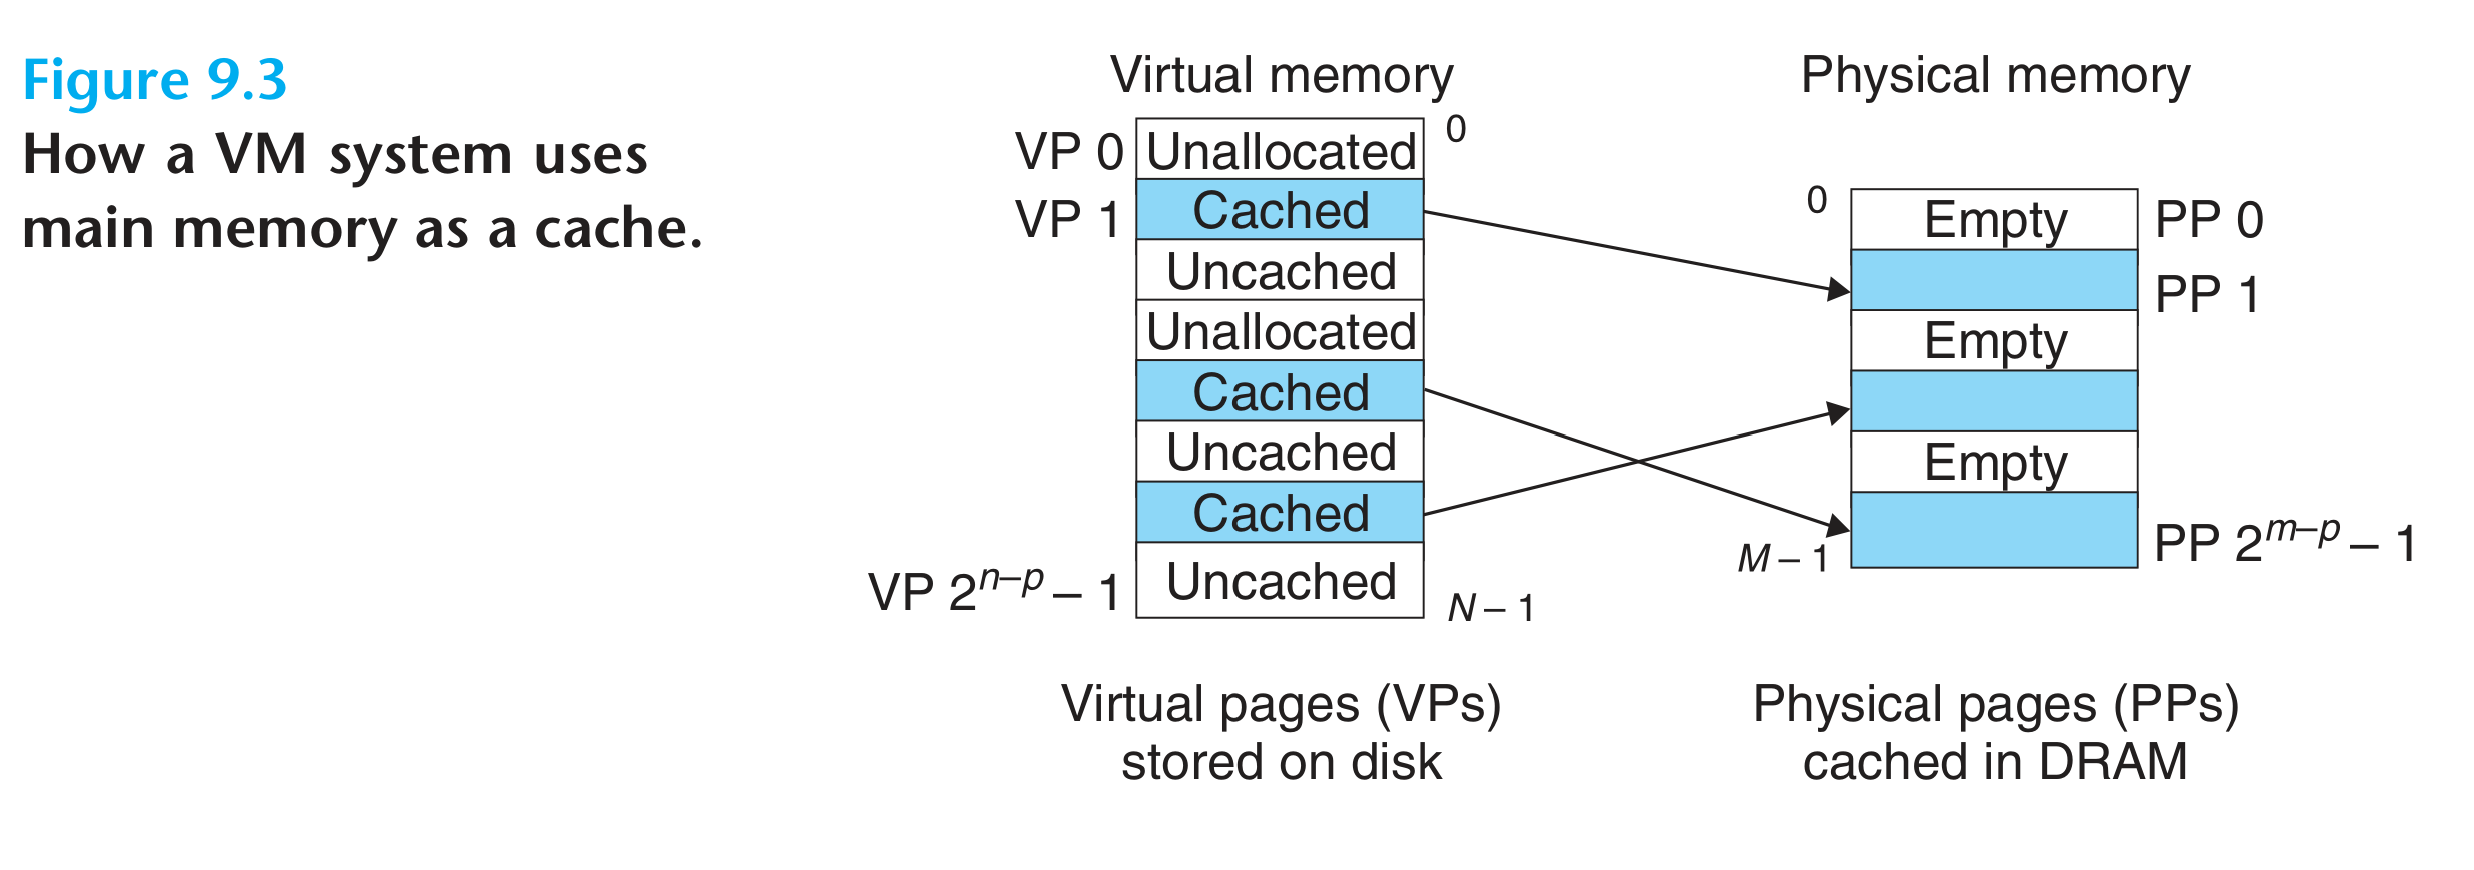 Figure 9.3
How a VM system uses
main memory as a cache.
Virtual memory
VP 0 Unallocated 0
VP 1 Cached
Uncached
Unallocated
Cached
Uncached
Cached
VP 2^{n–p} – 1 Uncached N – 1
Virtual pages (VPs)
stored on disk
Physical memory
0 Empty PP 0
PP 1
Empty
Empty
M – 1 PP 2^{m–p} – 1
Physical pages (PPs)
cached in DRAM